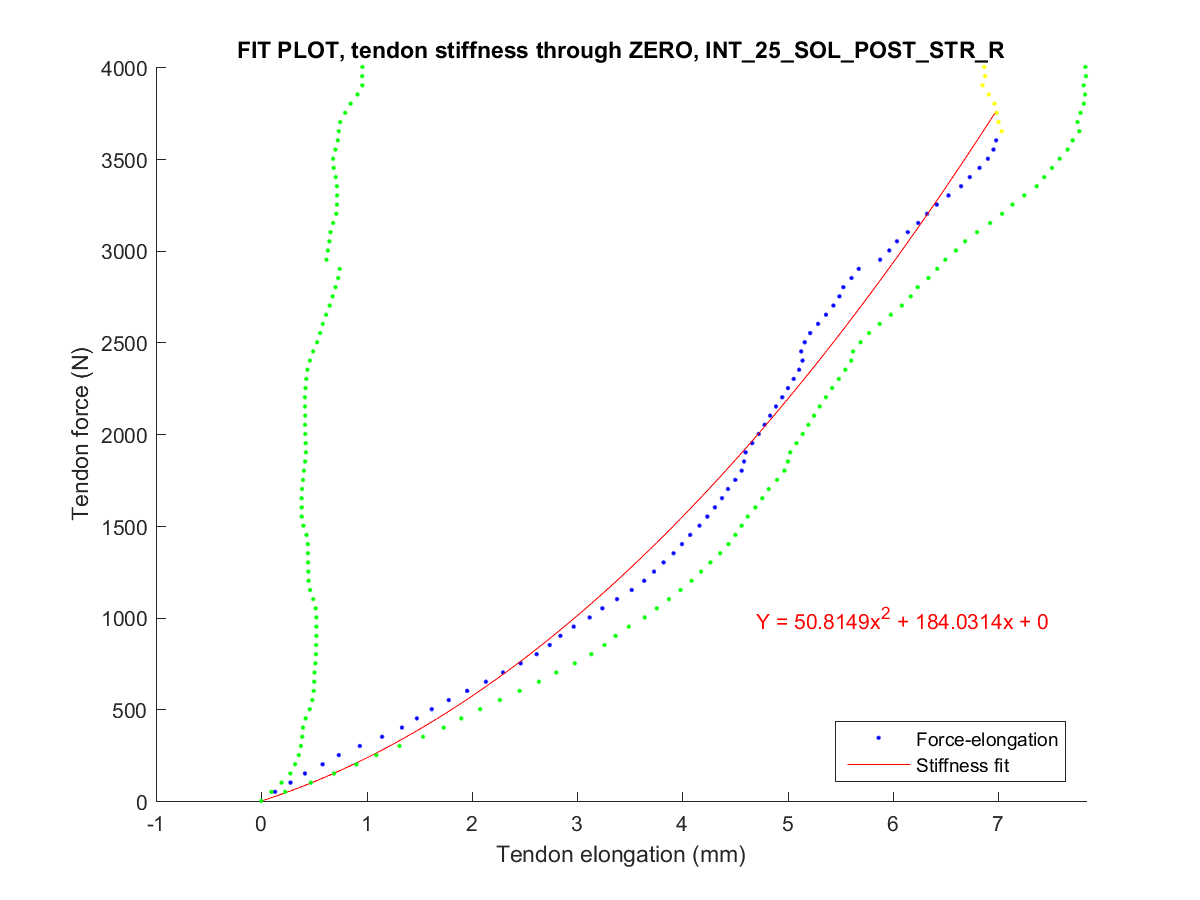 FIT PLOT, tendon stiffness through ZERO, INT_25_SOL_POST_STR_R
4000
3500
3000
2500
2000
1500
1000
500
0
Tendon force (N)
Y = 50.8149x² + 184.0314x + 0
Force-elongation
Stiffness fit
-1 0 1 2 3 4 5 6 7
Tendon elongation (mm)